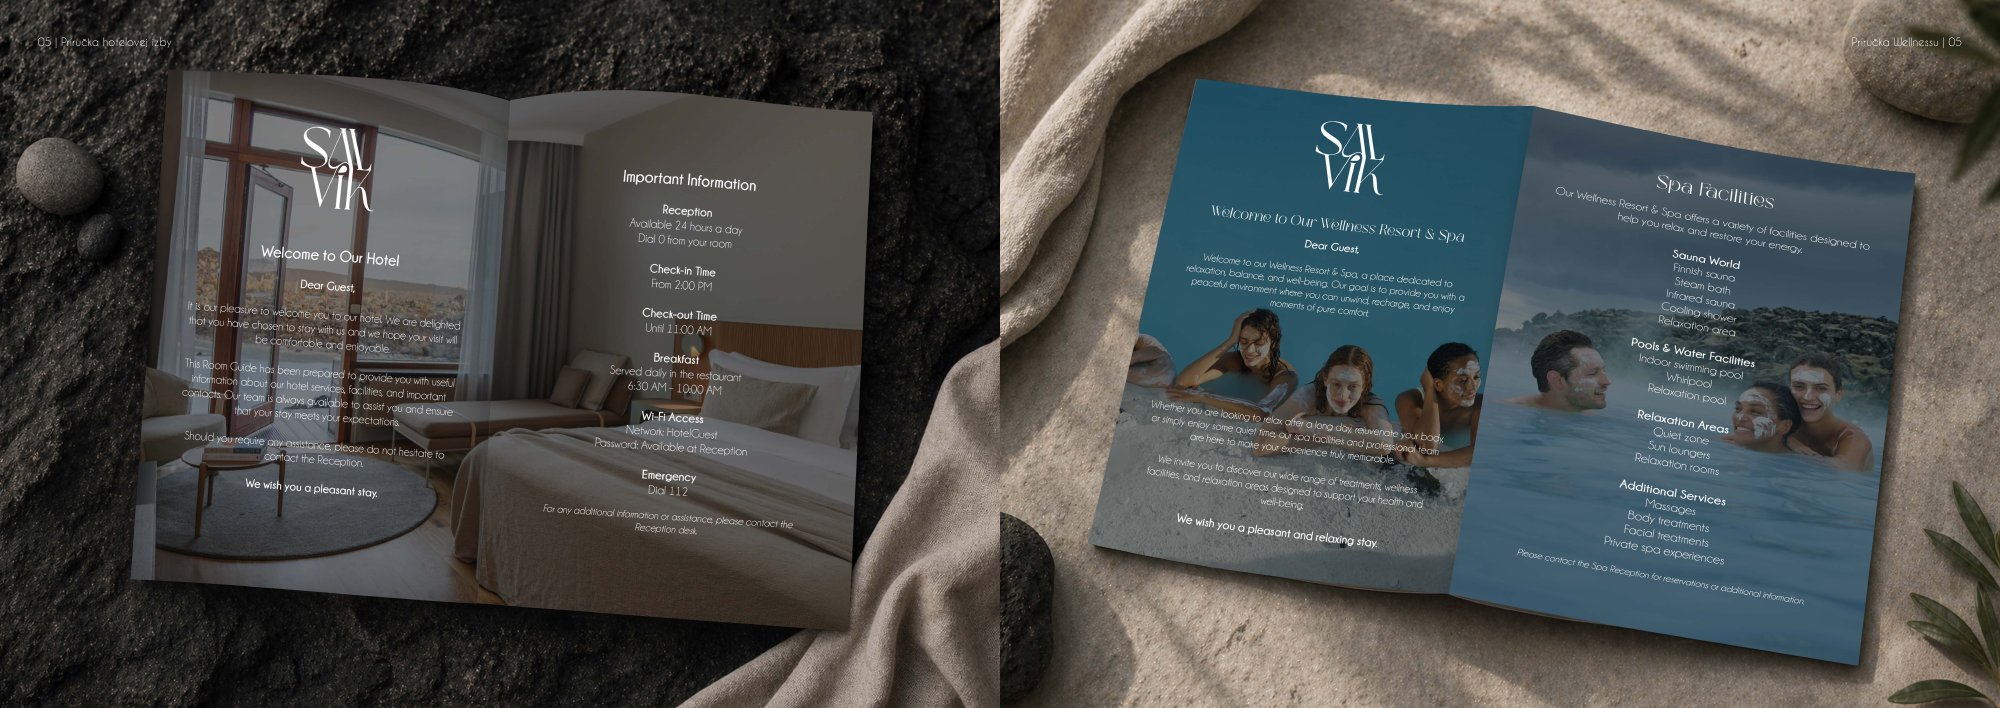 05 | Príručka hotelovej izby
SAL
VIK
Welcome to Our Hotel
Dear Guest,
It is our pleasure to welcome you to our hotel. We are delighted
that you have chosen to stay with us and we hope your visit will
be comfortable and enjoyable.
This Room Guide has been prepared to provide you with useful
information about our hotel services, facilities, and important
contacts. Our team is always available to assist you and ensure
that your stay meets your expectations.
Should you require any assistance, please do not hesitate to
contact the Reception.
We wish you a pleasant stay.
Important Information
Reception
Available 24 hours a day
Dial 0 from your room
Check-in Time
From 2:00 PM
Check-out Time
Until 11:00 AM
Breakfast
Served daily in the restaurant
6:30 AM – 10:00 AM
Wi-Fi Access
Network: HotelGuest
Password: Available at Reception
Emergency
Dial 112
For any additional information or assistance, please contact the
Reception desk.
Príručka Wellnessu | 05
SAL
VIK
Welcome to Our Wellness Resort & Spa
Dear Guest,
Welcome to our Wellness Resort & Spa, a place dedicated to
relaxation, balance, and well-being. Our goal is to provide you with a
peaceful environment where you can unwind, recharge, and enjoy
moments of pure comfort.
Whether you are looking to relax after a long day, rejuvenate your body,
or simply enjoy some quiet time, our spa facilities and professional team
are here to make your experience truly memorable.
We invite you to discover our wide range of treatments, wellness
facilities, and relaxation areas designed to support your health and
well-being.
We wish you a pleasant and relaxing stay.
Spa Facilities
Our Wellness Resort & Spa offers a variety of facilities designed to
help you relax and restore your energy.
Sauna World
Finnish sauna
Steam bath
Infrared sauna
Cooling shower
Relaxation area
Pools & Water Facilities
Indoor swimming pool
Whirlpool
Relaxation pool
Relaxation Areas
Quiet zone
Sun loungers
Relaxation rooms
Additional Services
Massages
Body treatments
Facial treatments
Private spa experiences
Please contact the Spa Reception for reservations or additional information.